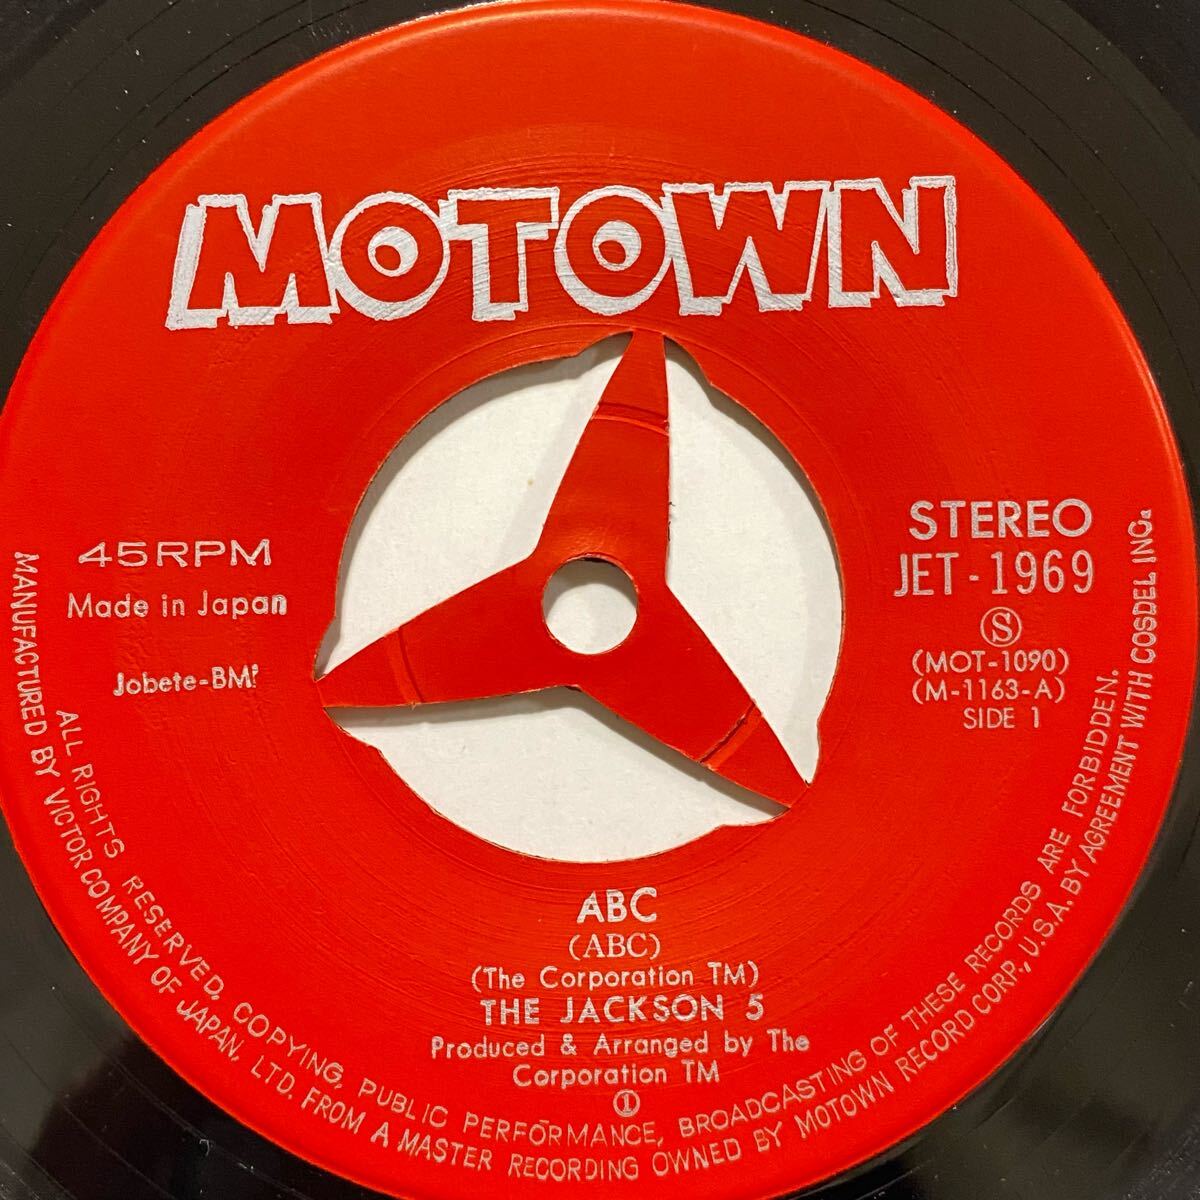 MOTOWN
45RPM
Made in Japan
Jobete-BMI
STEREO
JET-1969
S
(MOT-1090)
(M-1163-A)
SIDE 1
ABC
(ABC)
(The Corporation TM)
THE JACKSON 5
Produced & Arranged by The
Corporation TM
1
ALL RIGHTS RESERVED, COPYING, PUBLIC PERFORMANCE, BROADCASTING OF THESE RECORDS ARE FORBIDDEN.
MANUFACTURED BY VICTOR COMPANY OF JAPAN, LTD. FROM A MASTER RECORDING OWNED BY MOTOWN RECORD CORP., U.S.A. BY AGREEMENT WITH COSDEL INC.